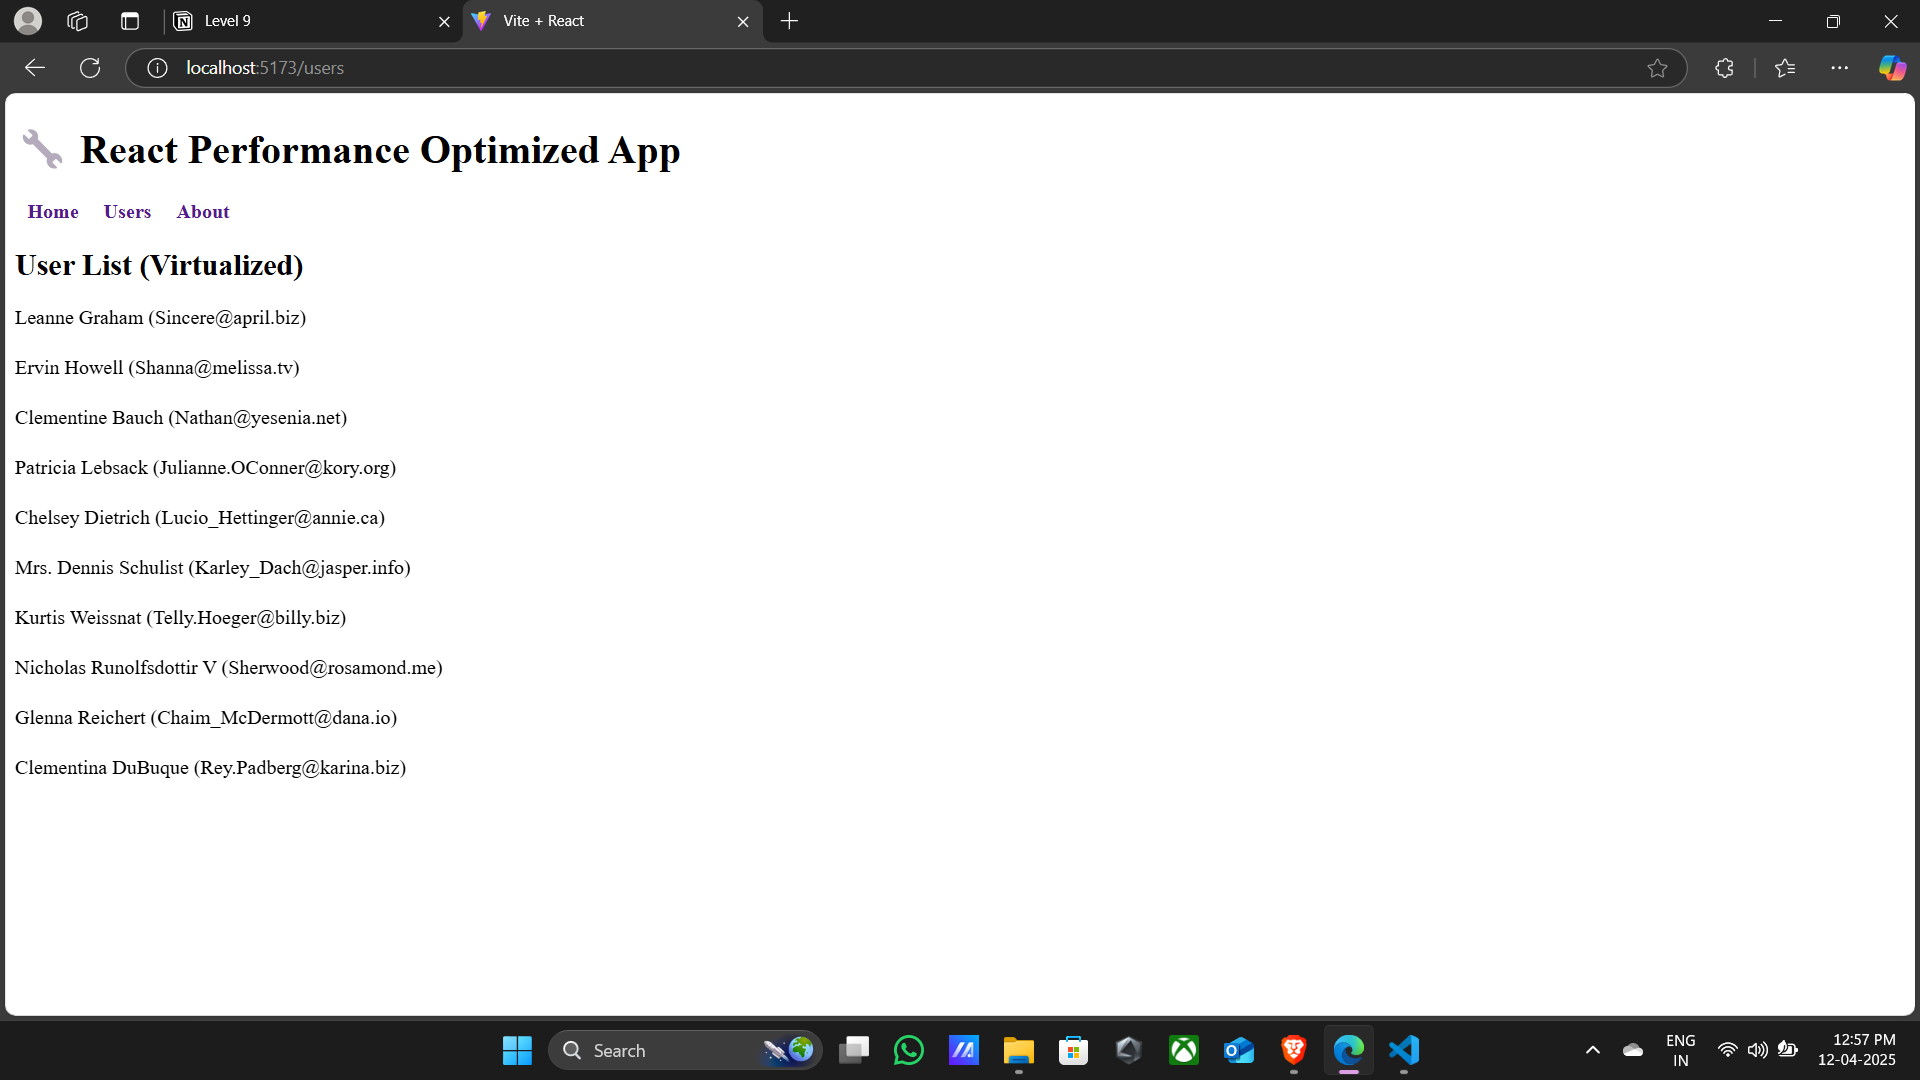 Level 9
Vite + React
localhost:5173/users
React Performance Optimized App
Home Users About
User List (Virtualized)
Leanne Graham (Sincere@april.biz)
Ervin Howell (Shanna@melissa.tv)
Clementine Bauch (Nathan@yesenia.net)
Patricia Lebsack (Julianne.OConner@kory.org)
Chelsey Dietrich (Lucio_Hettinger@annie.ca)
Mrs. Dennis Schulist (Karley_Dach@jasper.info)
Kurtis Weissnat (Telly.Hoeger@billy.biz)
Nicholas Runolfsdottir V (Sherwood@rosamond.me)
Glenna Reichert (Chaim_McDermott@dana.io)
Clementina DuBuque (Rey.Padberg@karina.biz)
Search
ENG
IN
12:57 PM
12-04-2025